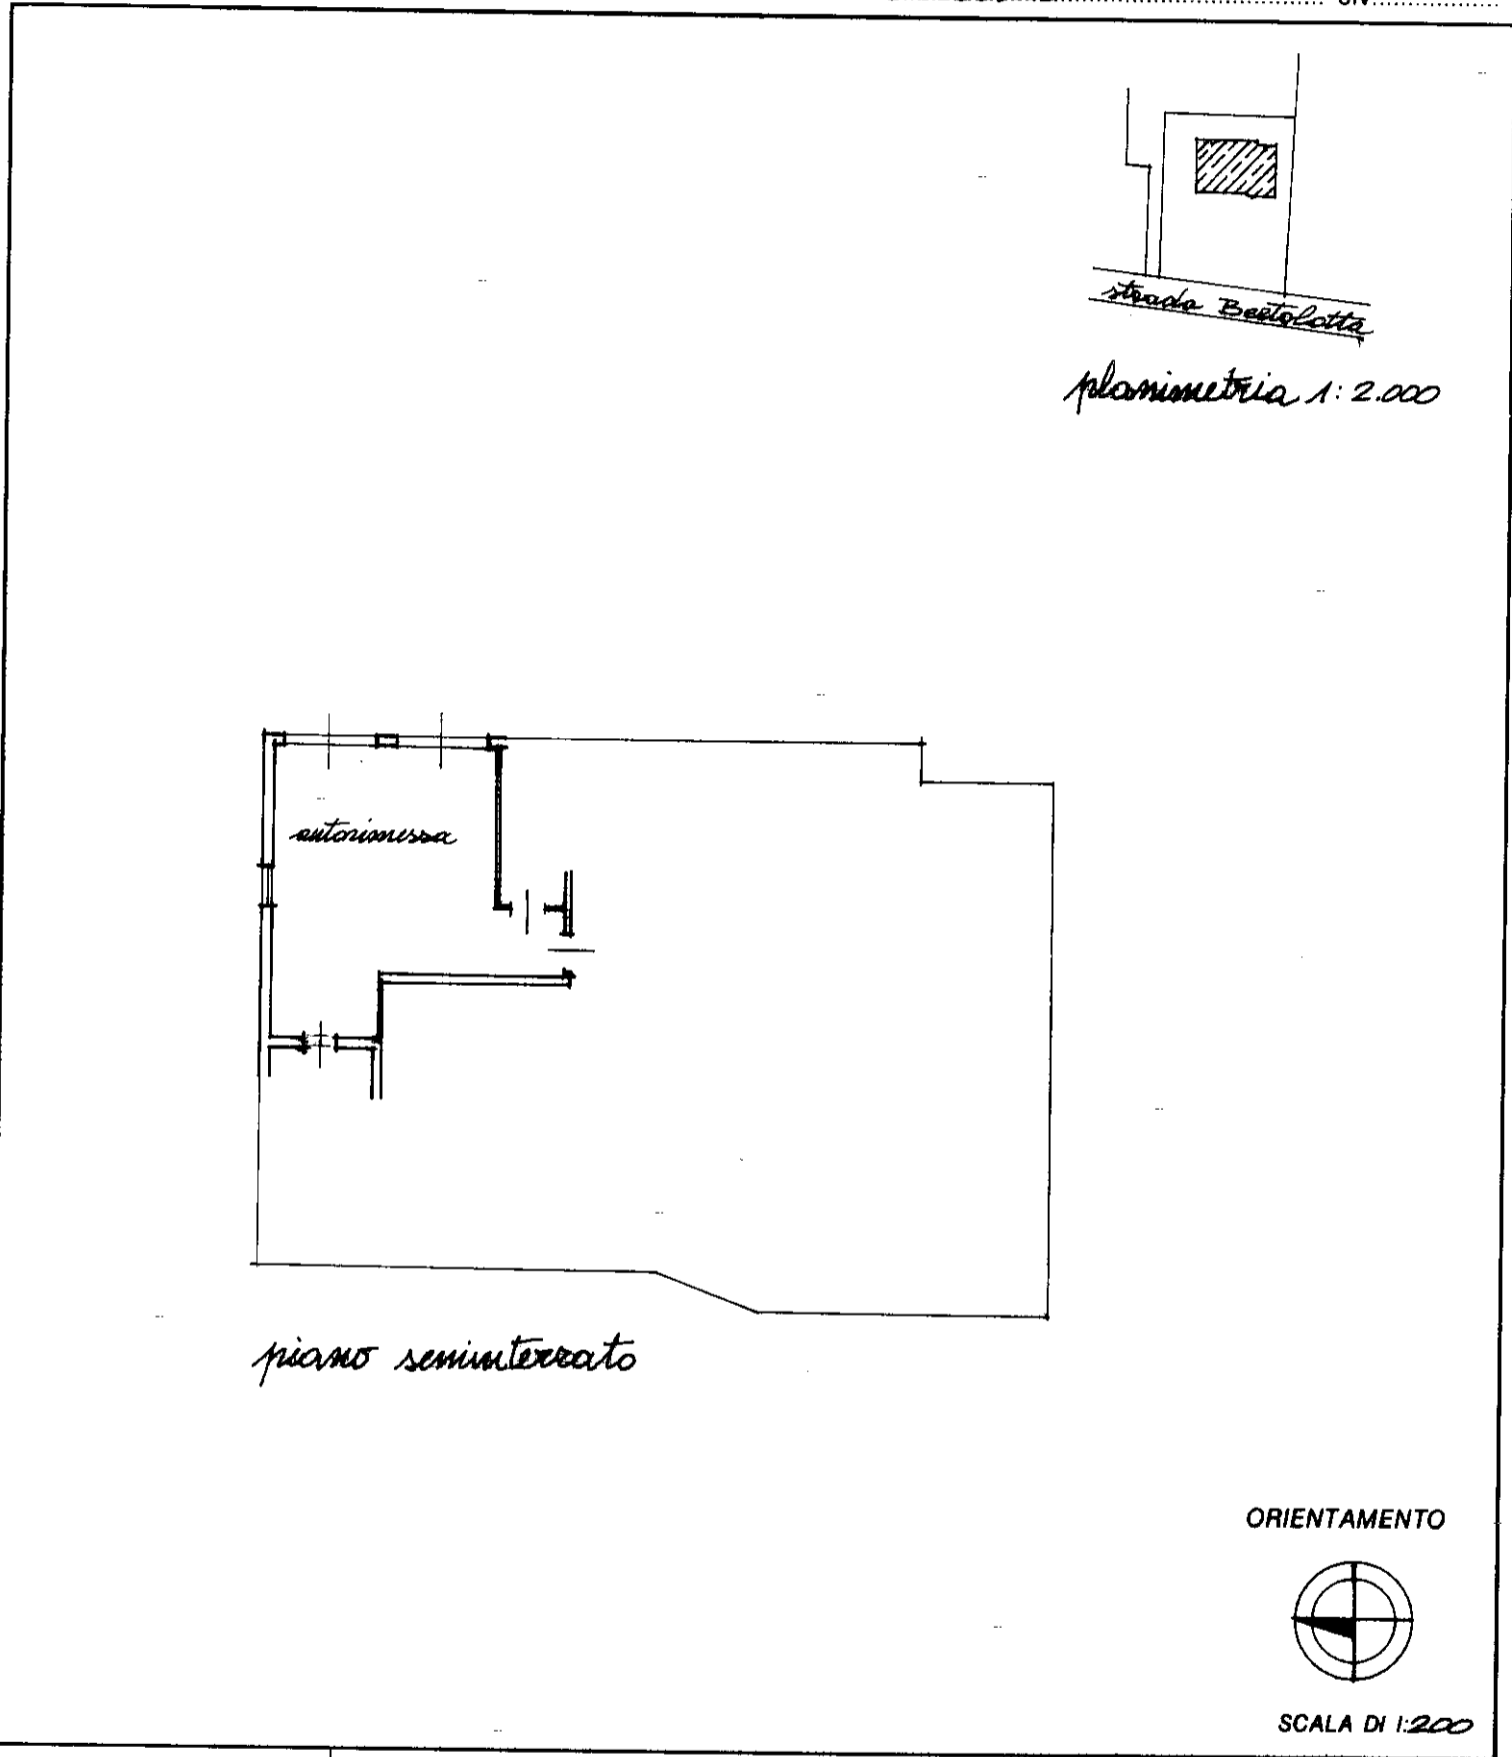 strada Bertolotta
planimetria 1:2.000
autorimessa
piano seminterrato
ORIENTAMENTO
SCALA DI 1:200